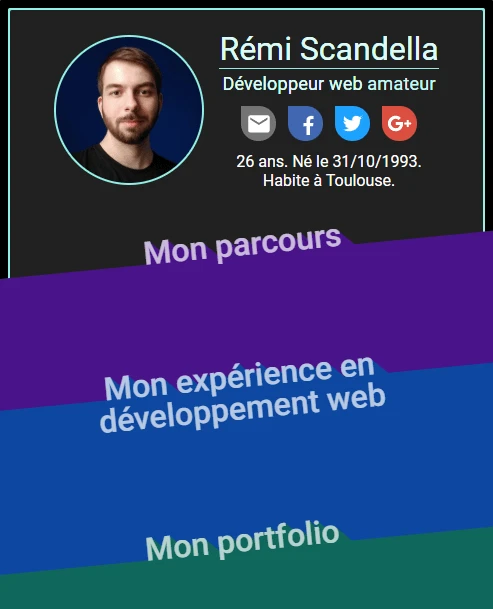 Rémi Scandella
Développeur web amateur
f
G+
26 ans. Né le 31/10/1993.
Habite à Toulouse.
Mon parcours
Mon expérience en
développement web
Mon portfolio